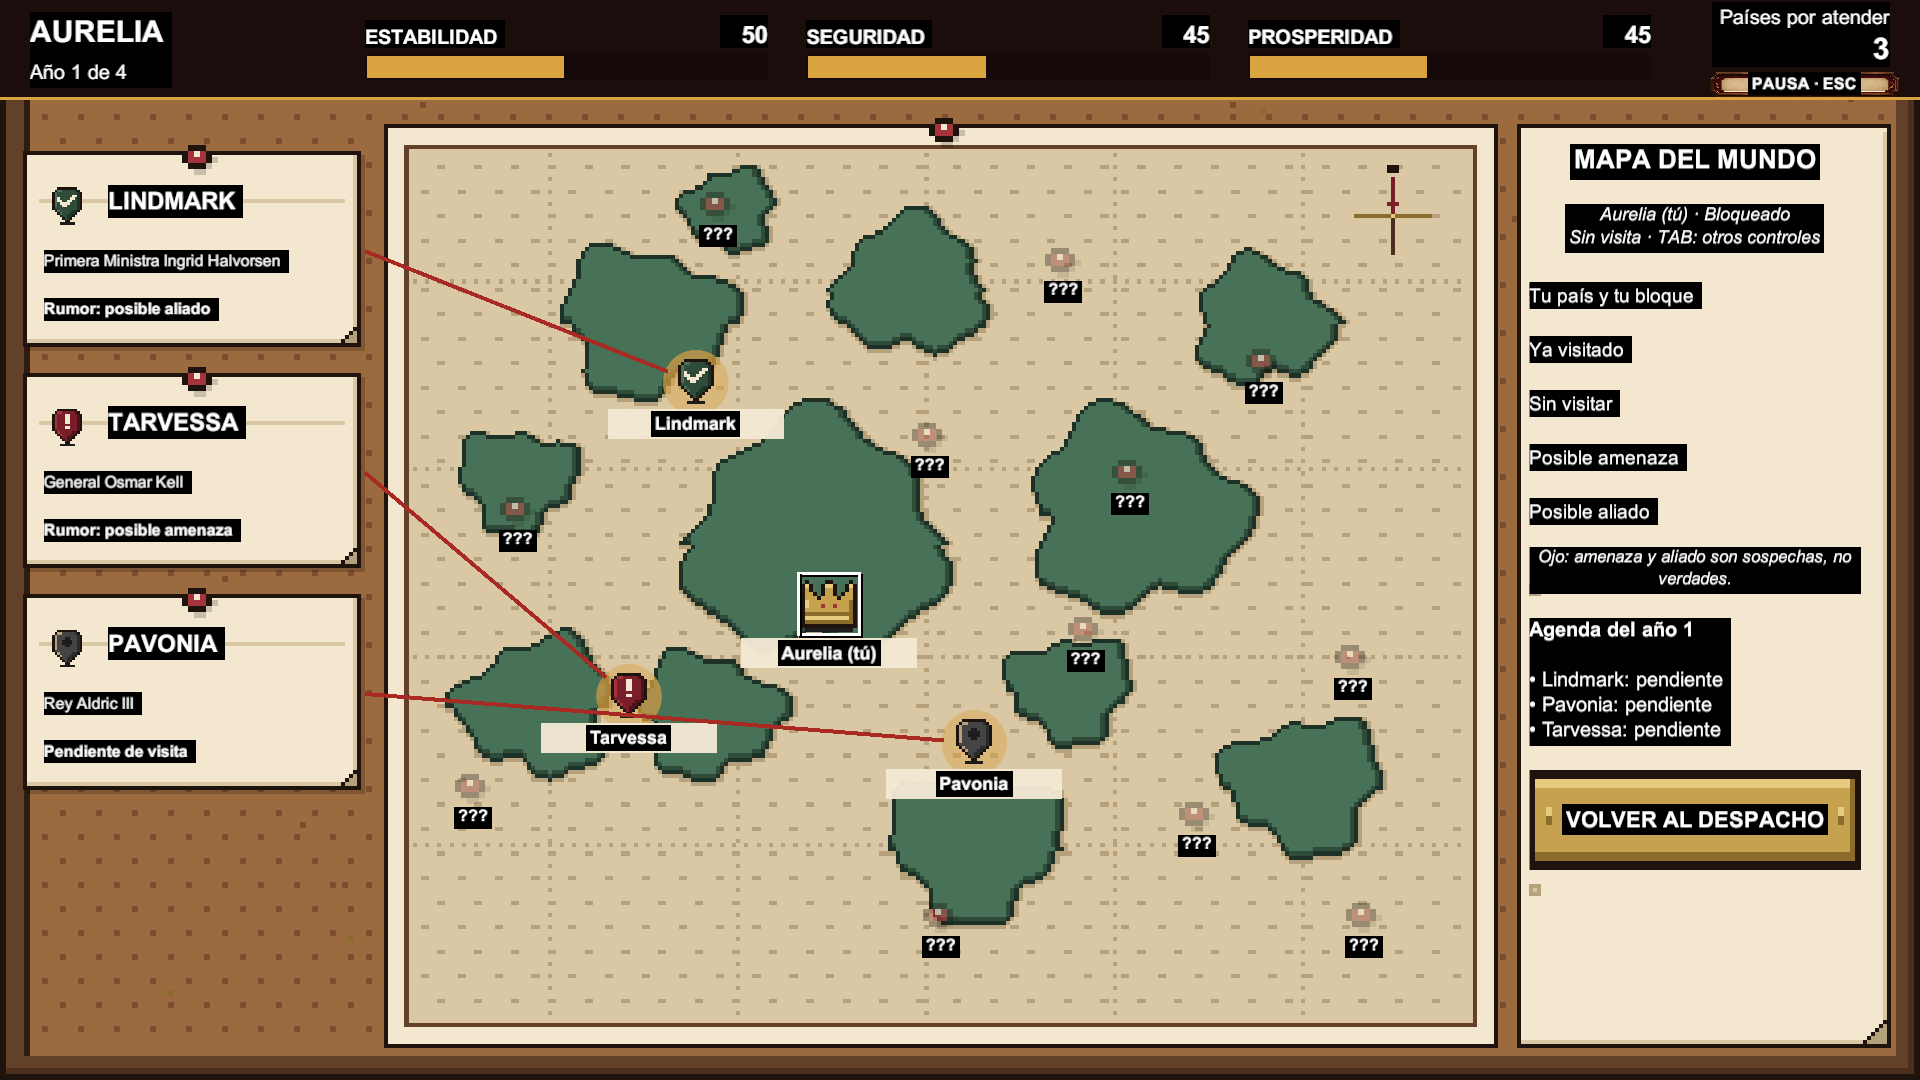 AURELIA
Año 1 de 4
ESTABILIDAD
50
SEGURIDAD
45
PROSPERIDAD
45
Países por atender
3
PAUSA · ESC
LINDMARK
Primera Ministra Ingrid Halvorsen
Rumor: posible aliado
TARVESSA
General Osmar Kell
Rumor: posible amenaza
PAVONIA
Rey Aldric III
Pendiente de visita
???
???
???
Lindmark
???
???
???
Aurelia (tú)
???
???
Tarvessa
Pavonia
???
???
???
???
MAPA DEL MUNDO
Aurelia (tú) · Bloqueado
Sin visita · TAB: otros controles
Tu país y tu bloque
Ya visitado
Sin visitar
Posible amenaza
Posible aliado
Ojo: amenaza y aliado son sospechas, no
verdades.
Agenda del año 1
• Lindmark: pendiente
• Pavonia: pendiente
• Tarvessa: pendiente
VOLVER AL DESPACHO